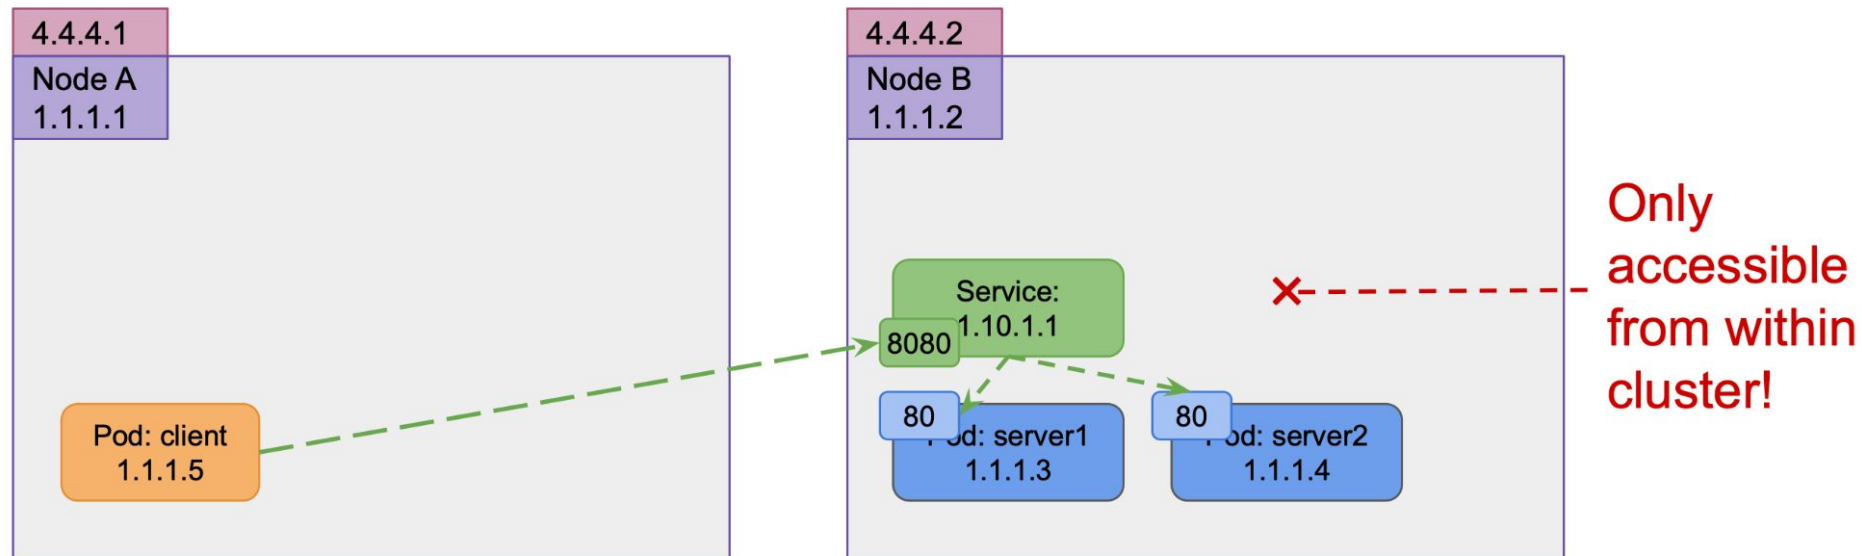 4.4.4.1
Node A
1.1.1.1
Pod: client
1.1.1.5
4.4.4.2
Node B
1.1.1.2
Service:
1.10.1.1
8080
80
Pod: server1
1.1.1.3
80
Pod: server2
1.1.1.4
Only
accessible
from within
cluster!